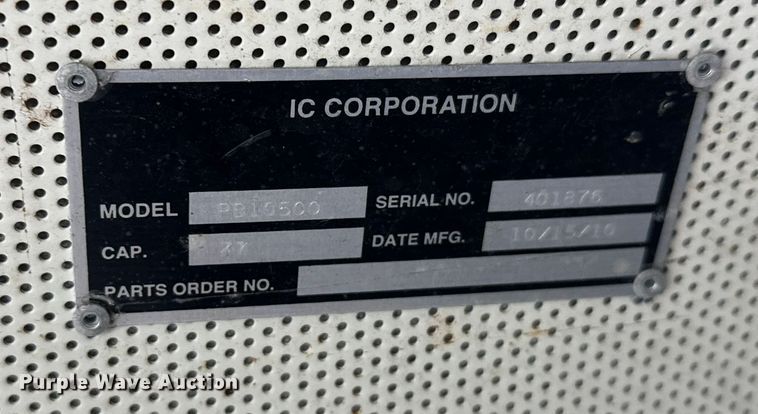 IC CORPORATION
MODEL PB10500 SERIAL NO. 401876
CAP. 77 DATE MFG. 10/15/10
PARTS ORDER NO.
Purple Wave Auction